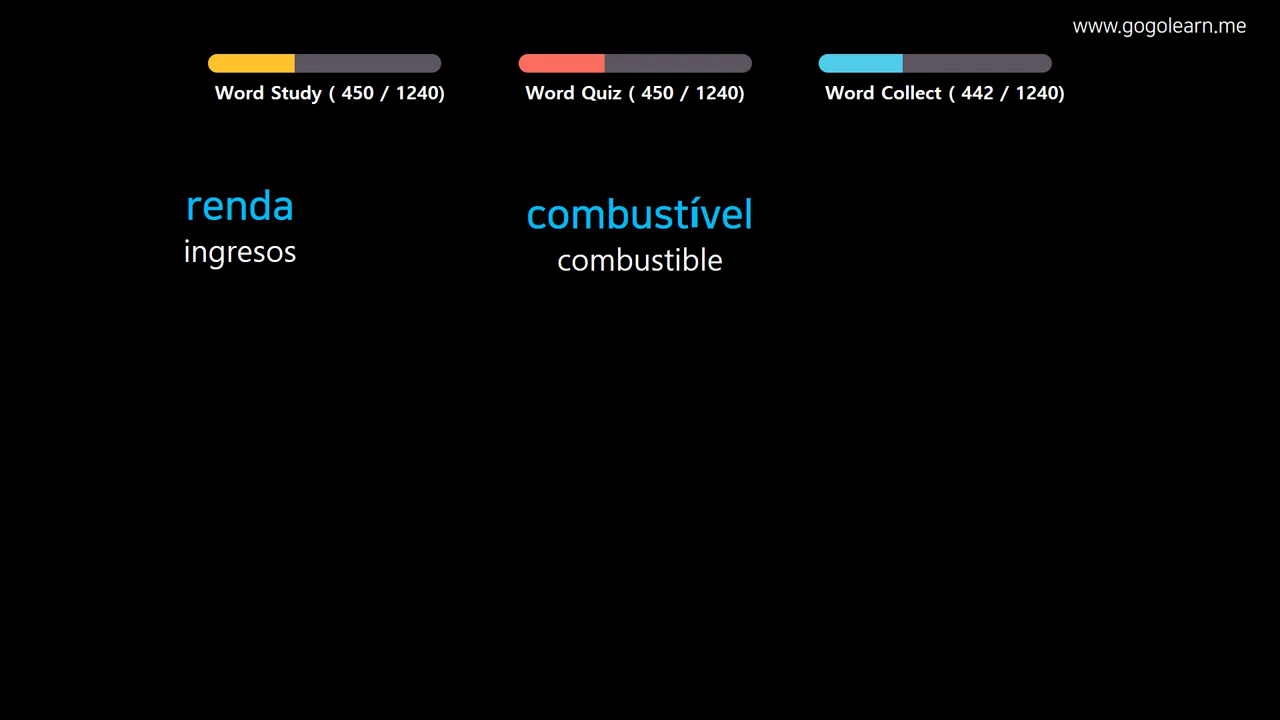 www.gogolearn.me
Word Study ( 450 / 1240)
Word Quiz ( 450 / 1240)
Word Collect ( 442 / 1240)
renda
ingresos
combustível
combustible